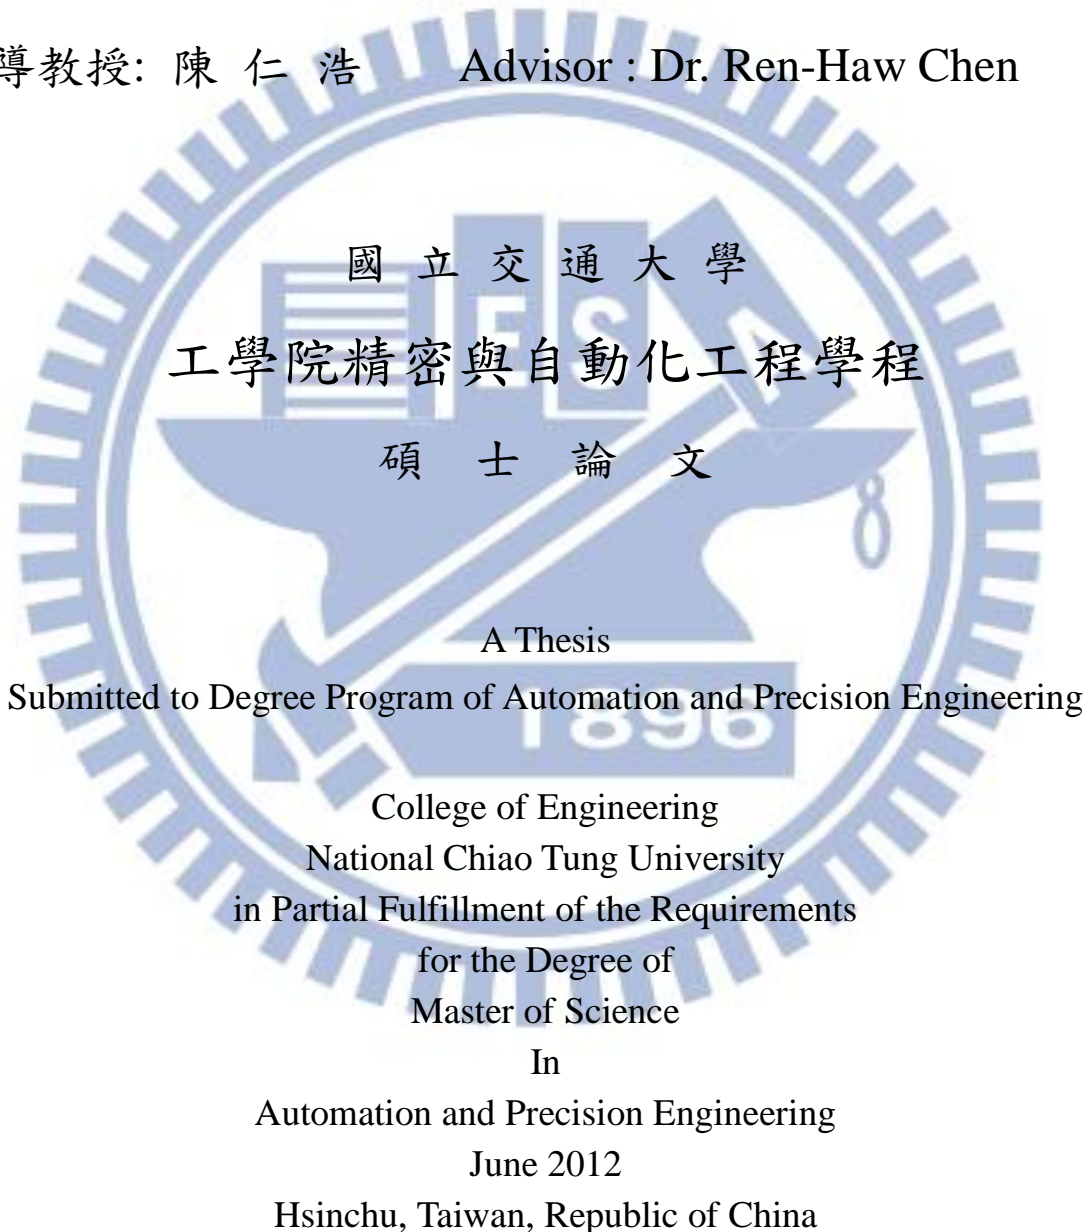 導教授: 陳 仁 浩 Advisor : Dr. Ren-Haw Chen
國 立 交 通 大 學
E S A
工學院精密與自動化工程學程
碩 士 論 文
A Thesis
Submitted to Degree Program of Automation and Precision Engineering
1896
College of Engineering
National Chiao Tung University
in Partial Fulfillment of the Requirements
for the Degree of
Master of Science
In
Automation and Precision Engineering
June 2012
Hsinchu, Taiwan, Republic of China